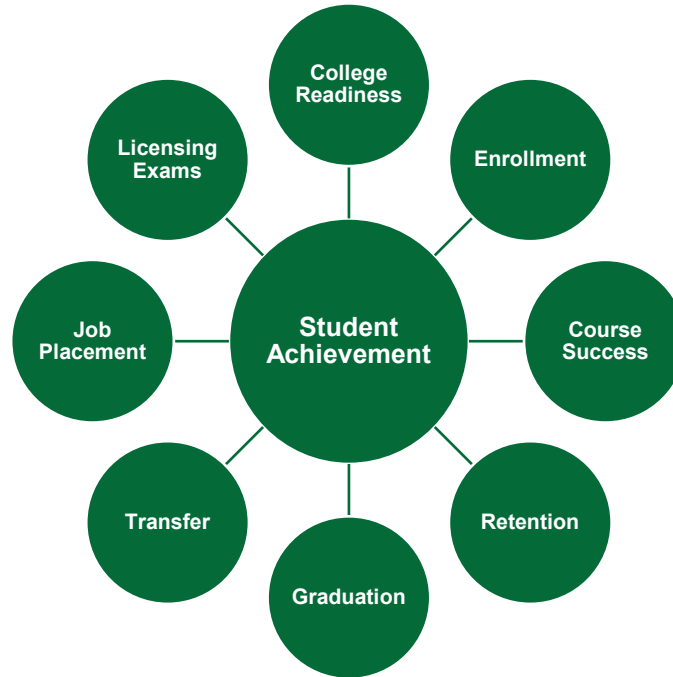 College
Readiness
Enrollment
Course
Success
Retention
Graduation
Transfer
Job
Placement
Licensing
Exams
Student
Achievement